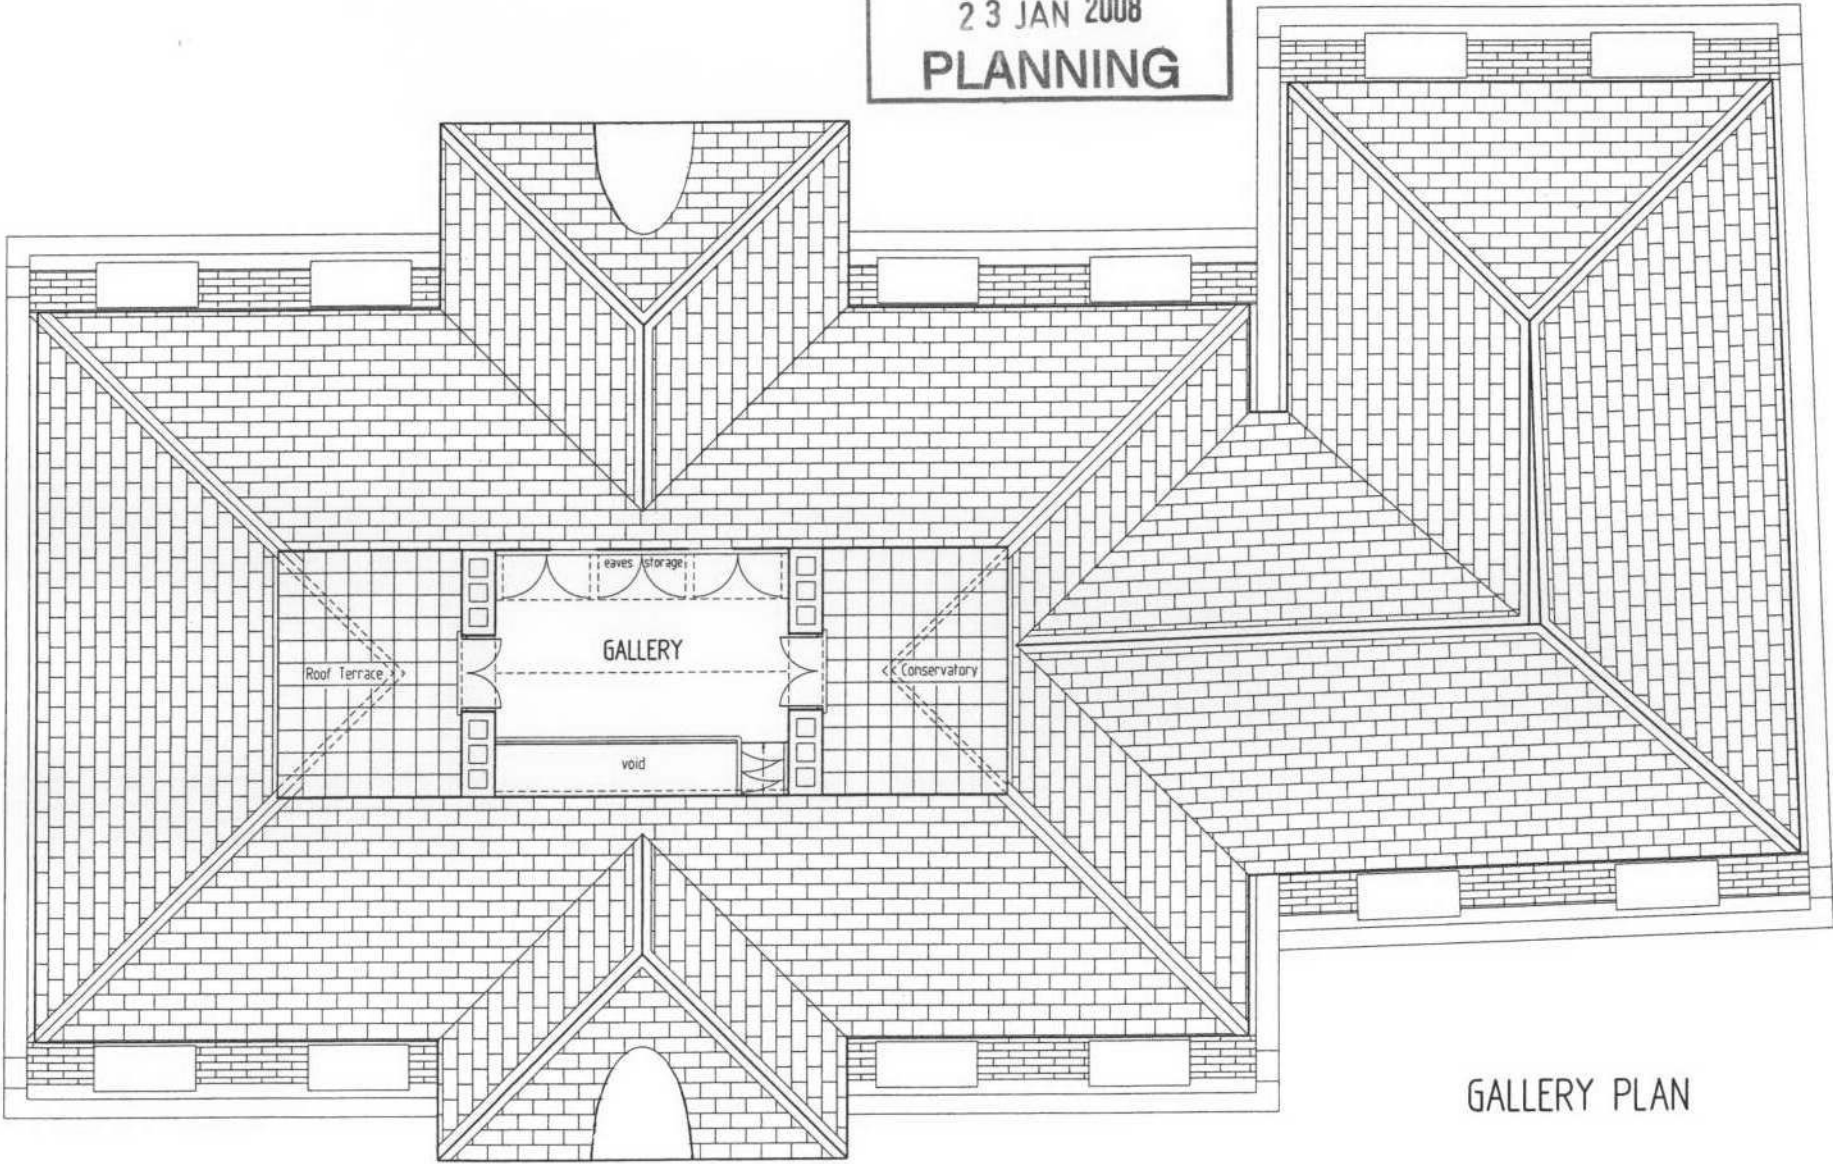 23 JAN 2008
PLANNING
eaves storage
GALLERY
Roof Terrace
Conservatory
void
GALLERY PLAN